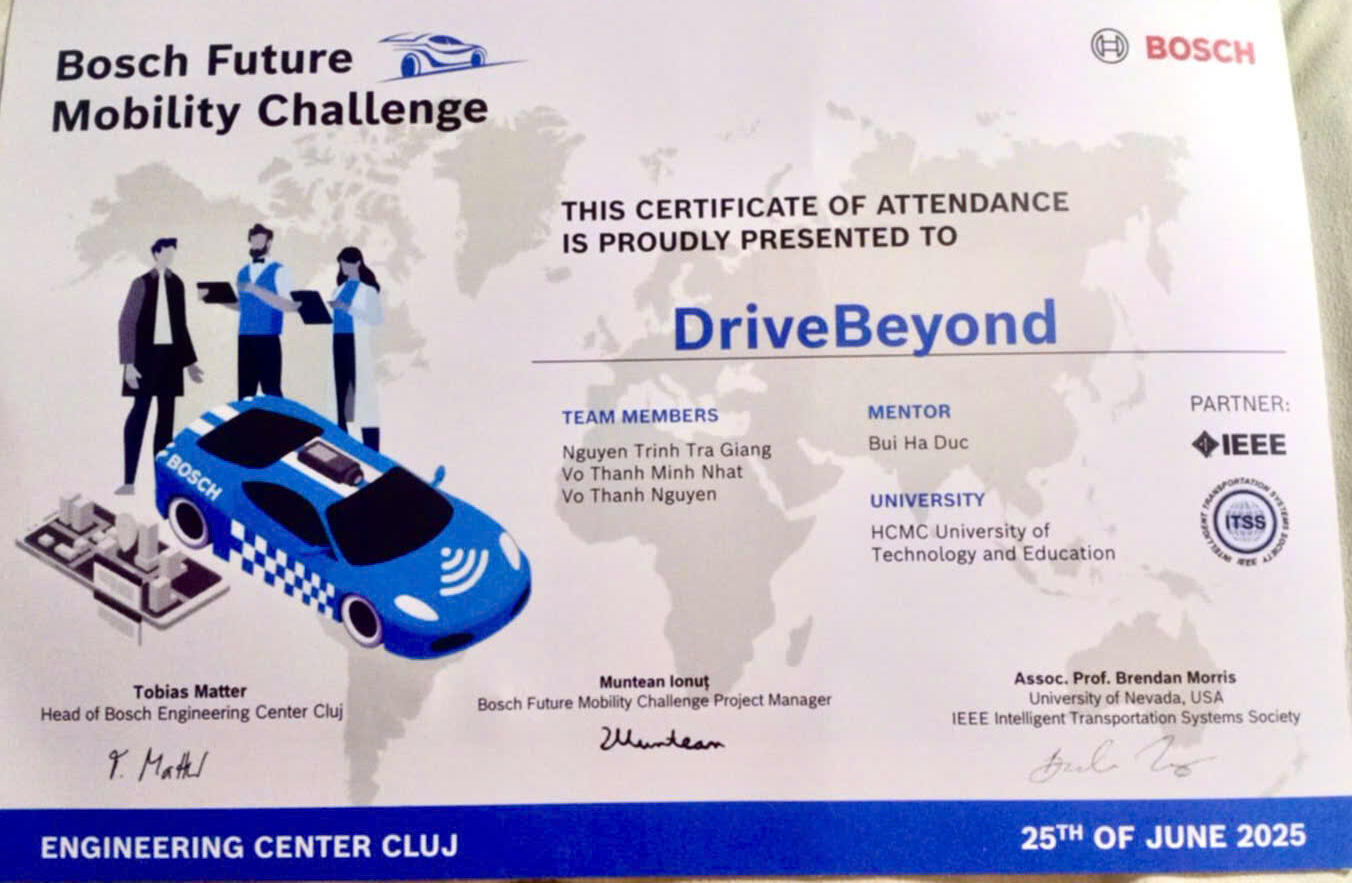 Bosch Future
Mobility Challenge
BOSCH
THIS CERTIFICATE OF ATTENDANCE
IS PROUDLY PRESENTED TO
DriveBeyond
TEAM MEMBERS
Nguyen Trinh Tra Giang
Vo Thanh Minh Nhat
Vo Thanh Nguyen
MENTOR
Bui Ha Duc
UNIVERSITY
HCMC University of
Technology and Education
PARTNER:
IEEE
INTELLIGENT TRANSPORTATION SYSTEMS SOCIETY
ITSS
IEEE
BOSCH
Tobias Matter
Head of Bosch Engineering Center Cluj
T. Matter
Muntean Ionuț
Bosch Future Mobility Challenge Project Manager
Muntean
Assoc. Prof. Brendan Morris
University of Nevada, USA
IEEE Intelligent Transportation Systems Society
ENGINEERING CENTER CLUJ
25TH OF JUNE 2025